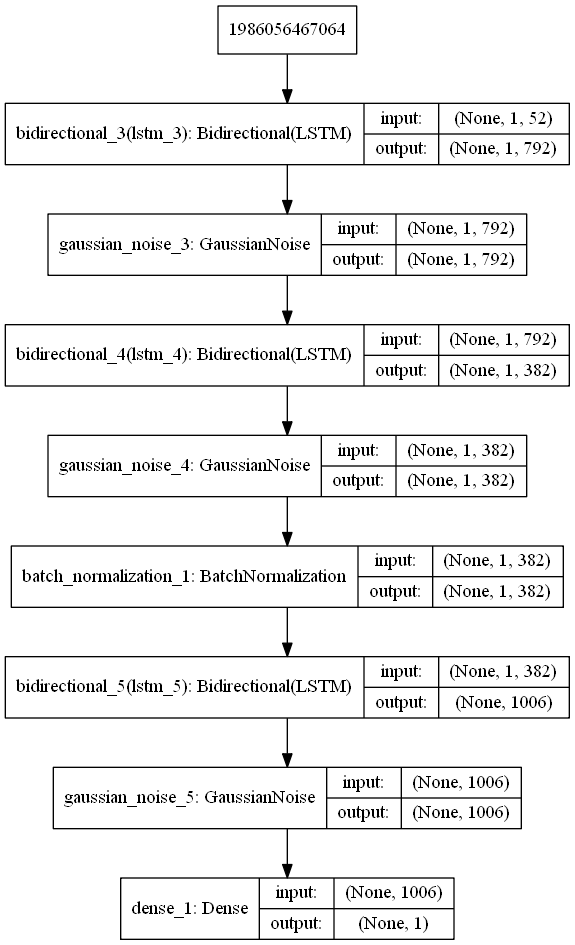 1986056467064
bidirectional_3(lstm_3): Bidirectional(LSTM)
input: (None, 1, 52)
output: (None, 1, 792)
gaussian_noise_3: GaussianNoise
input: (None, 1, 792)
output: (None, 1, 792)
bidirectional_4(lstm_4): Bidirectional(LSTM)
input: (None, 1, 792)
output: (None, 1, 382)
gaussian_noise_4: GaussianNoise
input: (None, 1, 382)
output: (None, 1, 382)
batch_normalization_1: BatchNormalization
input: (None, 1, 382)
output: (None, 1, 382)
bidirectional_5(lstm_5): Bidirectional(LSTM)
input: (None, 1, 382)
output: (None, 1006)
gaussian_noise_5: GaussianNoise
input: (None, 1006)
output: (None, 1006)
dense_1: Dense
input: (None, 1006)
output: (None, 1)